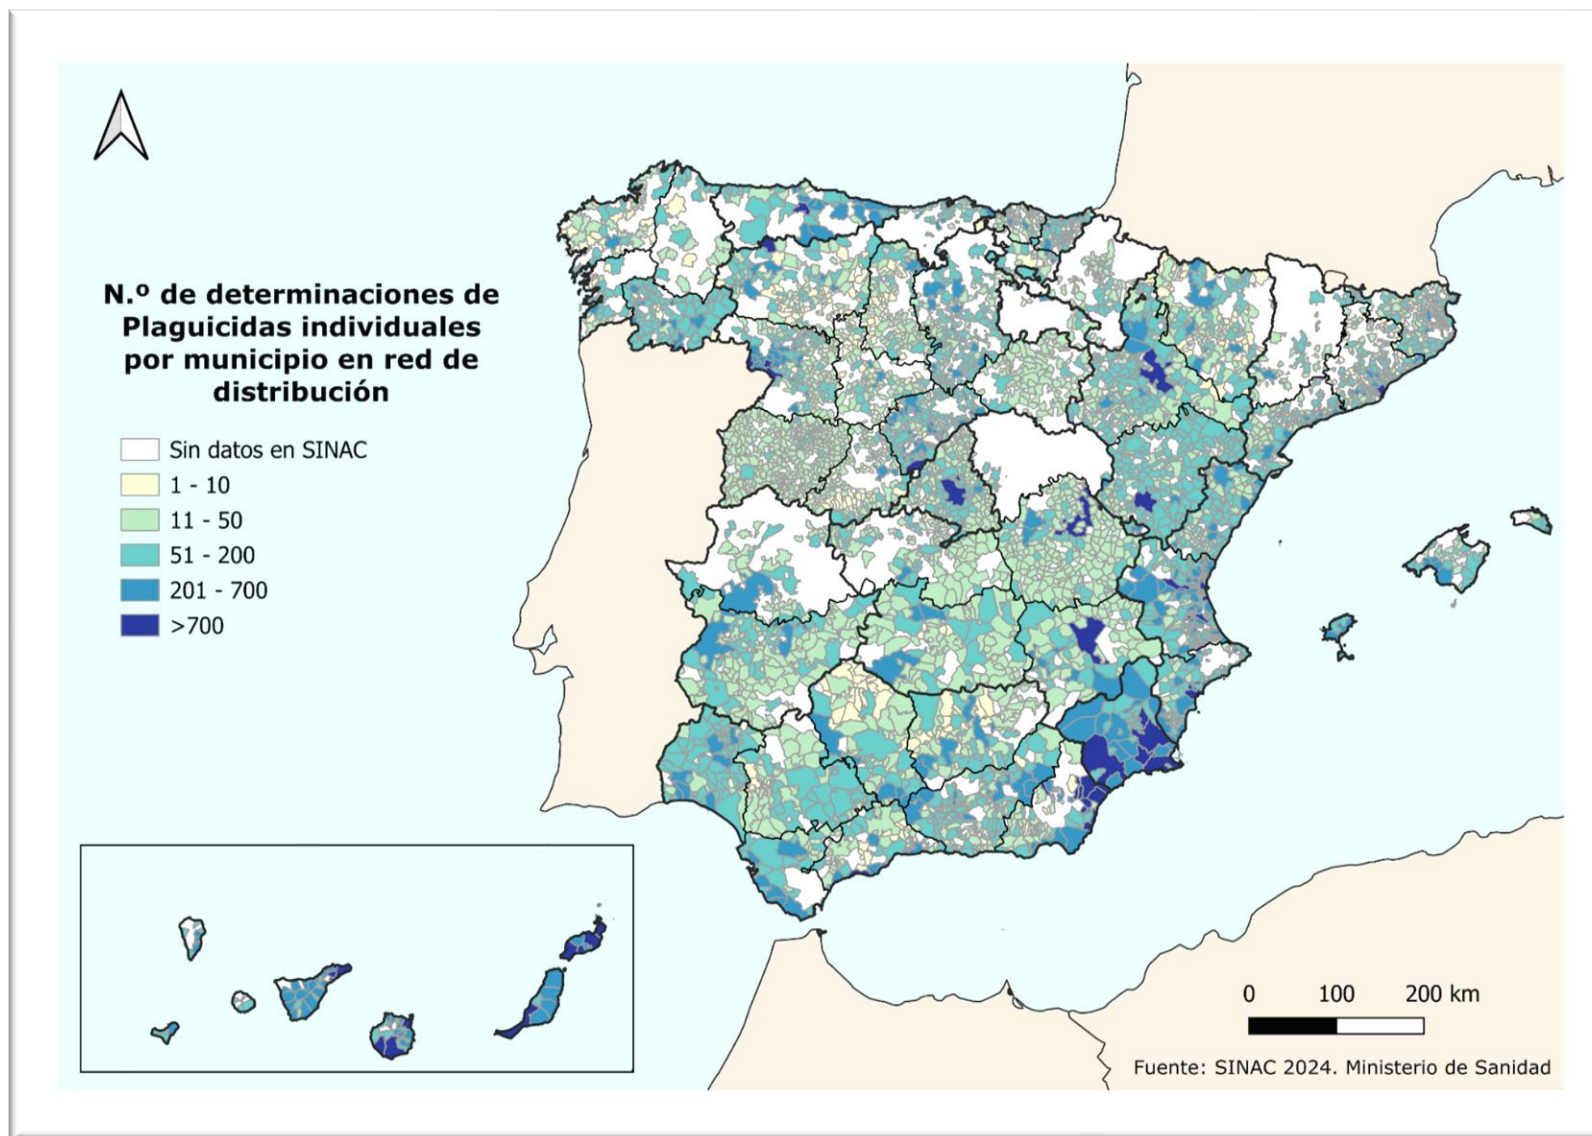 N.º de determinaciones de
Plaguicidas individuales
por municipio en red de
distribución
Sin datos en SINAC
1 - 10
11 - 50
51 - 200
201 - 700
>700
0 100 200 km
Fuente: SINAC 2024. Ministerio de Sanidad